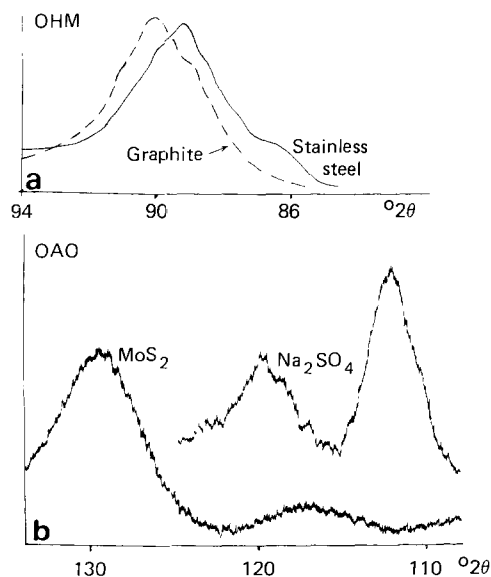 OHM
Graphite
Stainless
steel
a
94 90 86 °2θ
OAO
MoS₂
Na₂SO₄
b
130 120 110 °2θ